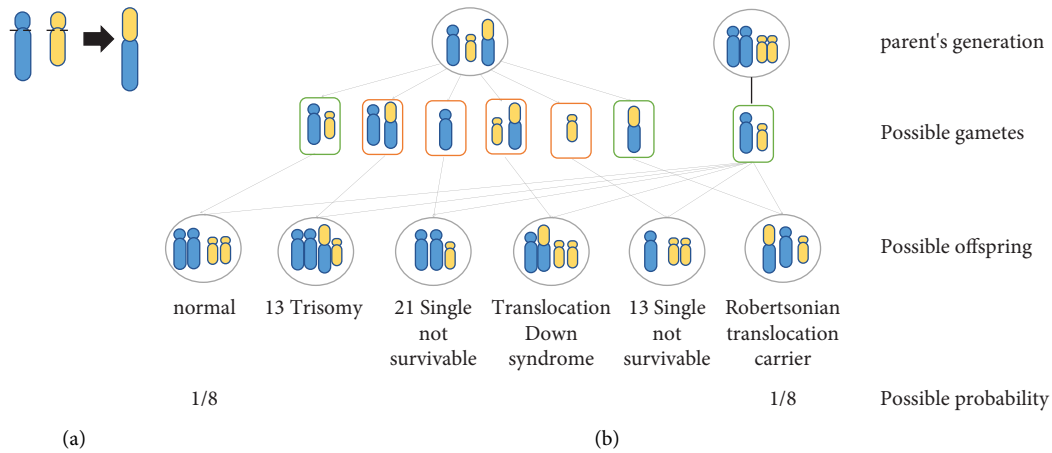 parent's generation
Possible gametes
Possible offspring
normal
13 Trisomy
21 Single
not
survivable
Translocation
Down
syndrome
13 Single
not
survivable
Robertsonian
translocation
carrier
1/8
1/8
Possible probability
(a)
(b)